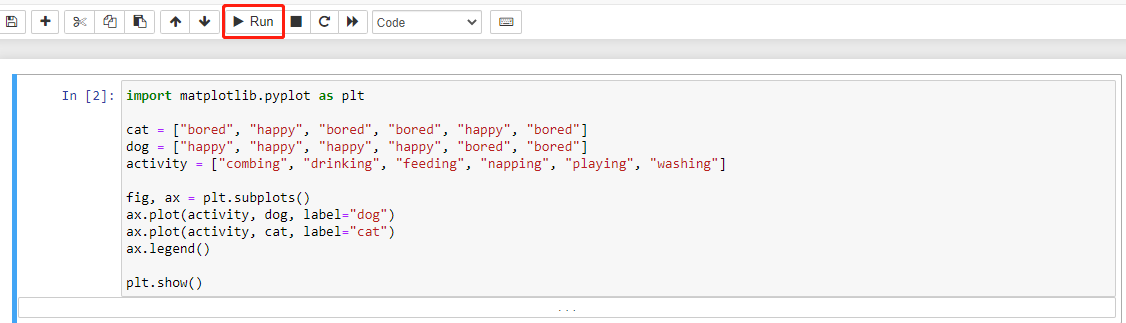 Run
Code
In [2]: import matplotlib.pyplot as plt
cat = ["bored", "happy", "bored", "bored", "happy", "bored"]
dog = ["happy", "happy", "happy", "happy", "bored", "bored"]
activity = ["combing", "drinking", "feeding", "napping", "playing", "washing"]
fig, ax = plt.subplots()
ax.plot(activity, dog, label="dog")
ax.plot(activity, cat, label="cat")
ax.legend()
plt.show()
...